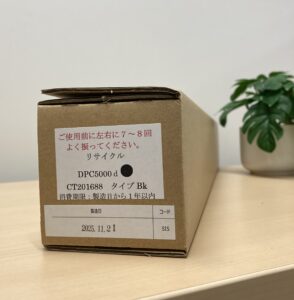 ご使用前に左右に７～８回
よく振ってください。
リサイクル
DPC5000 d
CT201688 タイプ Bk
消費期限：製造日から１年以内
製造日 コード
2025.11.21 SIS